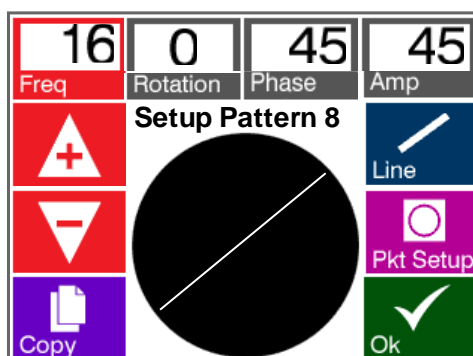 16 0 45 45
Freq Rotation Phase Amp
Setup Pattern 8
+
Line
−
Pkt Setup
Copy
Ok